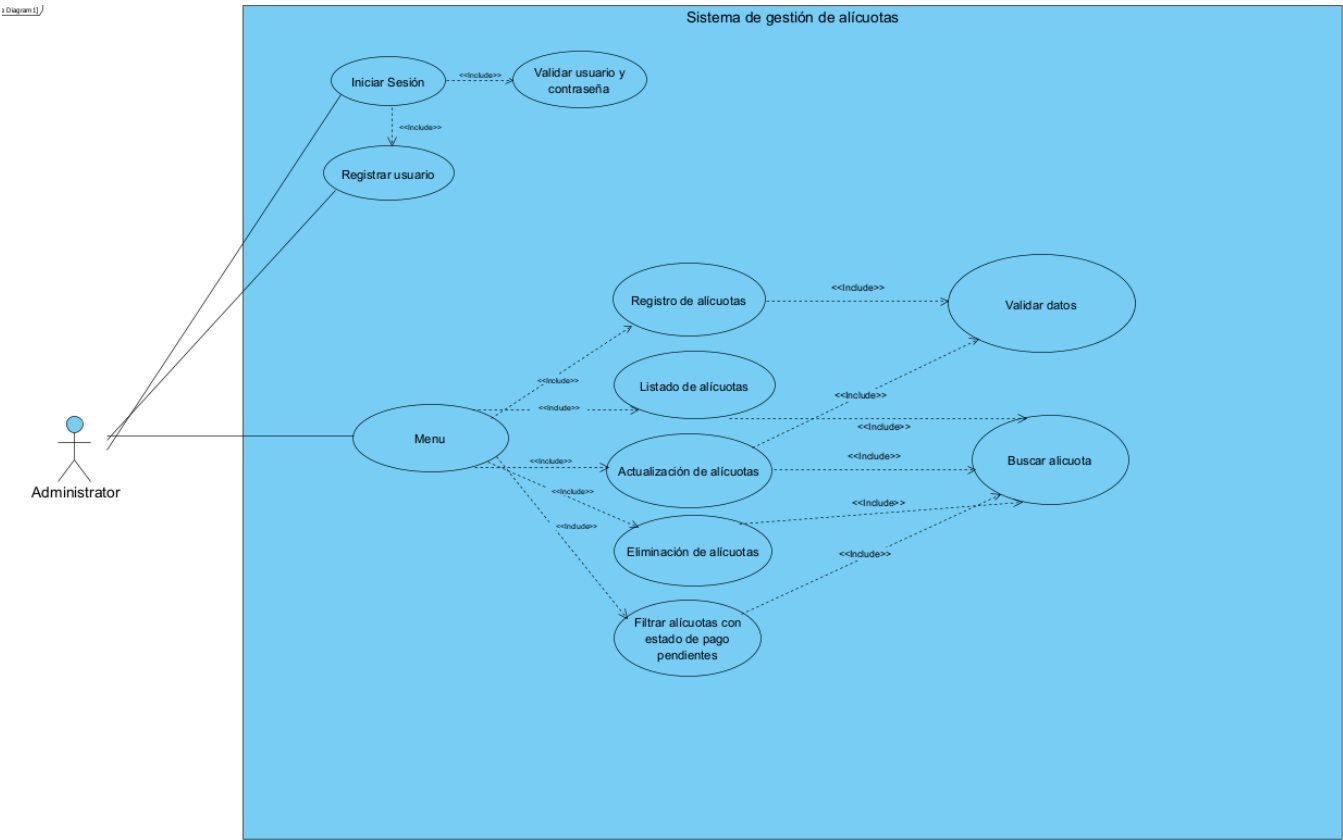 Diagram1]
Sistema de gestión de alícuotas
Iniciar Sesión
<<Include>>
Validar usuario y
contraseña
<<Include>>
Registrar usuario
Registro de alícuotas
<<Include>>
Validar datos
<<Include>>
Listado de alícuotas
<<Include>>
<<Include>>
<<Include>>
Menu
Buscar alicuota
<<Include>>
Actualización de alícuotas
<<Include>>
<<Include>>
<<Include>>
<<Include>>
Eliminación de alícuotas
<<Include>>
Filtrar alícuotas con
estado de pago
pendientes
Administrator